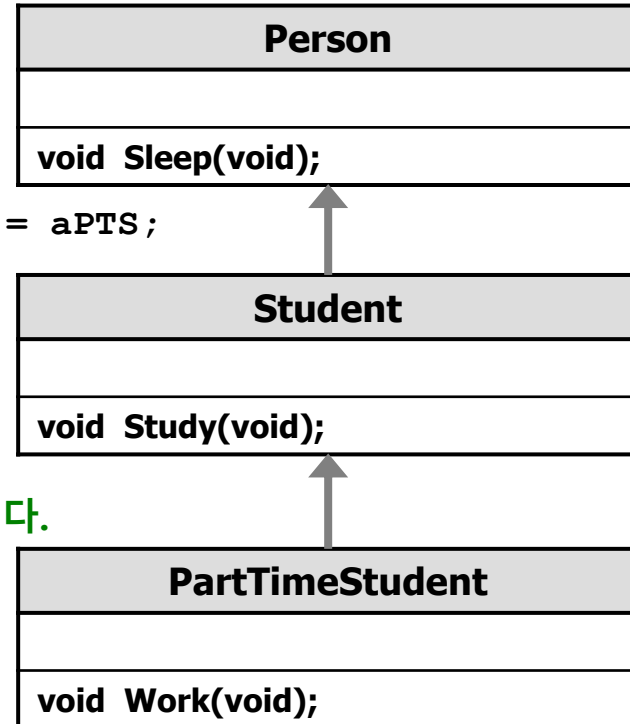 Person
void Sleep(void);
= aPTS;
Student
void Study(void);
다.
PartTimeStudent
void Work(void);